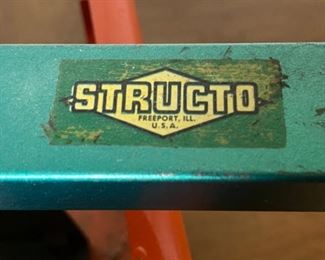 STRUCTO
FREEPORT, ILL.
U.S.A.